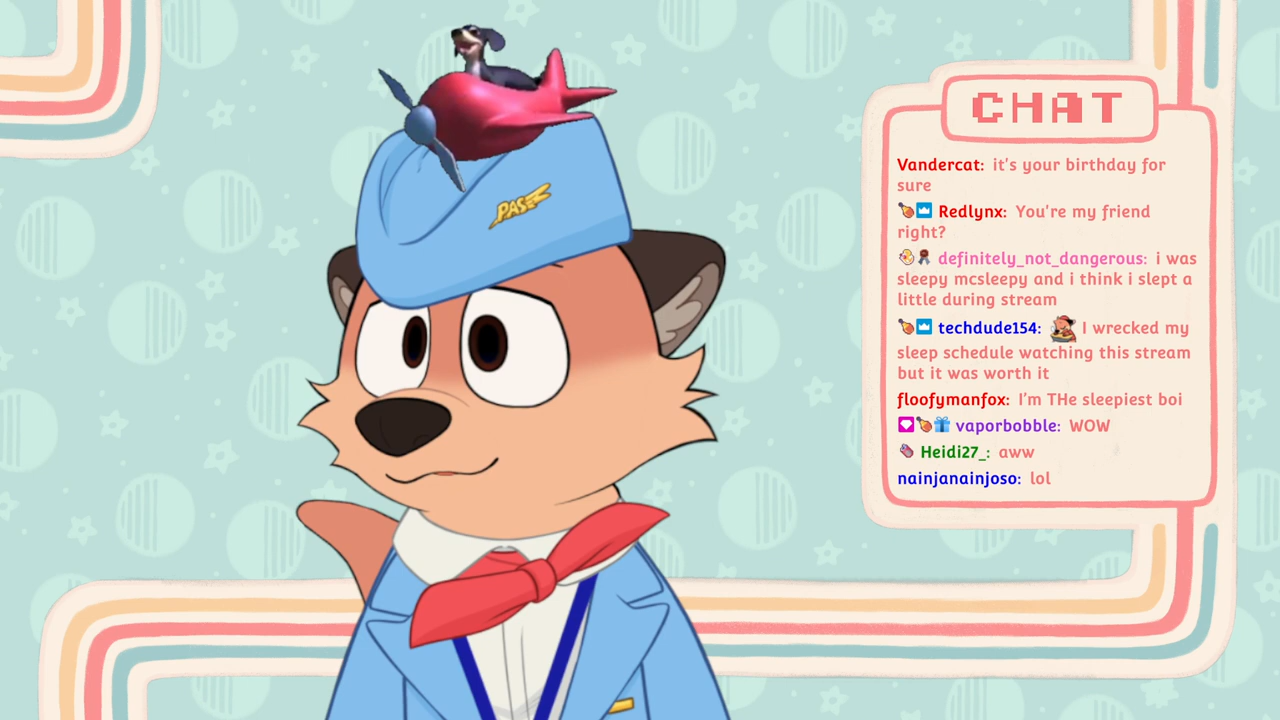 CHAT
PASE
Vandercat: it's your birthday for
sure
Redlynx: You're my friend
right?
definitely_not_dangerous: i was
sleepy mcsleepy and i think i slept a
little during stream
techdude154: I wrecked my
sleep schedule watching this stream
but it was worth it
floofymanfox: I'm THe sleepiest boi
vaporbobble: WOW
Heidi27_: aww
nainjanainjoso: lol